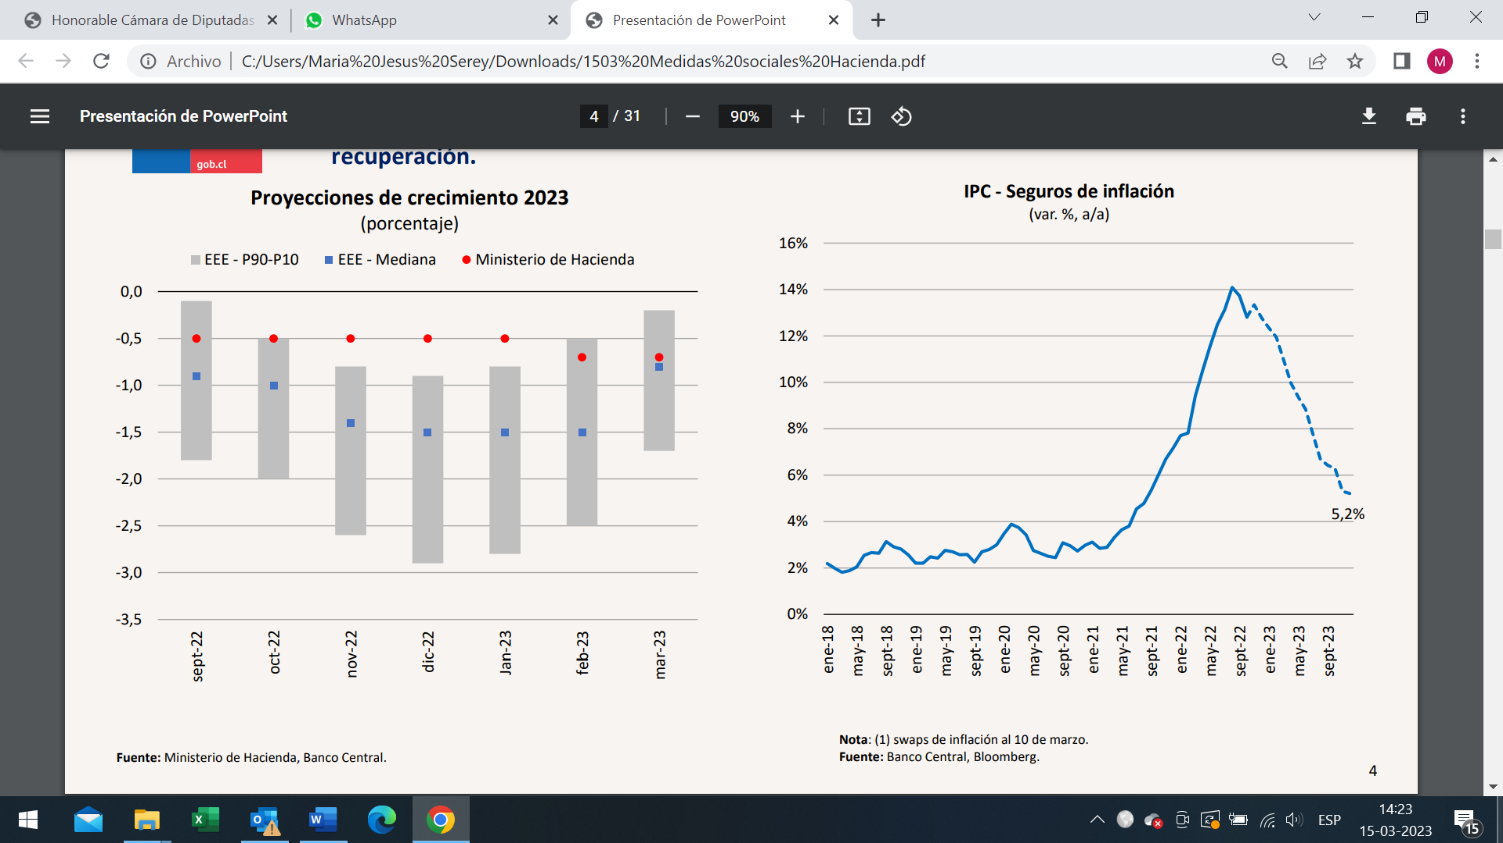 Honorable Cámara de Diputadas
WhatsApp
Presentación de PowerPoint
Archivo
C:/Users/Maria%20Jesus%20Serey/Downloads/1503%20Medidas%20sociales%20Hacienda.pdf
M
Presentación de PowerPoint
4 / 31
90%
gob.cl
recuperación.
Proyecciones de crecimiento 2023
(porcentaje)
EEE - P90-P10
EEE - Mediana
Ministerio de Hacienda
0,0
-0,5
-1,0
-1,5
-2,0
-2,5
-3,0
-3,5
sept-22
oct-22
nov-22
dic-22
Jan-23
feb-23
mar-23
Fuente: Ministerio de Hacienda, Banco Central.
IPC - Seguros de inflación
(var. %, a/a)
16%
14%
12%
10%
8%
6%
4%
2%
0%
5,2%
ene-18
may-18
sept-18
ene-19
may-19
sept-19
ene-20
may-20
sept-20
ene-21
may-21
sept-21
ene-22
may-22
sept-22
ene-23
may-23
sept-23
Nota: (1) swaps de inflación al 10 de marzo.
Fuente: Banco Central, Bloomberg.
4
ESP
14:23
15-03-2023
15